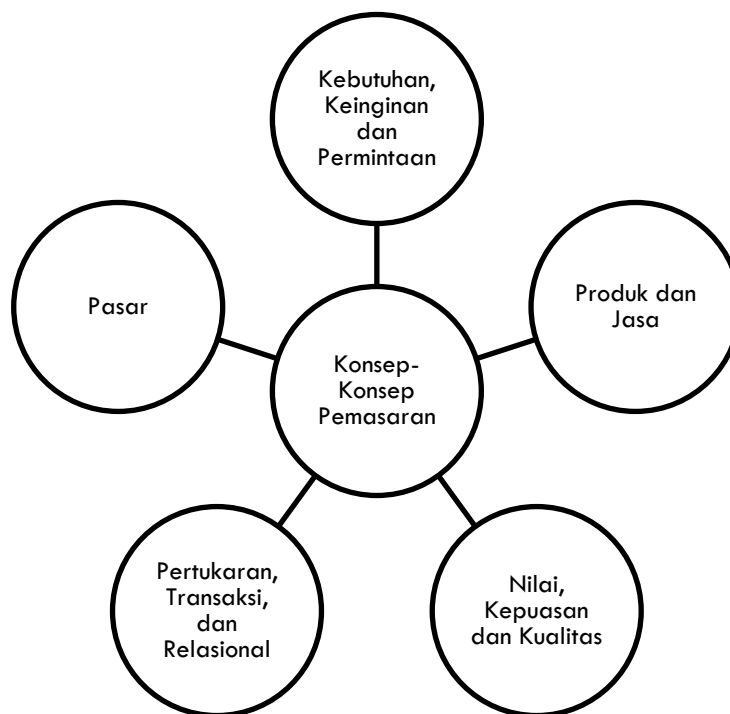 Kebutuhan,
Keinginan
dan
Permintaan
Pasar
Produk dan
Jasa
Konsep-
Konsep
Pemasaran
Pertukaran,
Transaksi,
dan
Relasional
Nilai,
Kepuasan
dan Kualitas